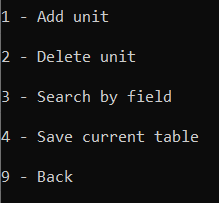 1 - Add unit
2 - Delete unit
3 - Search by field
4 - Save current table
9 - Back